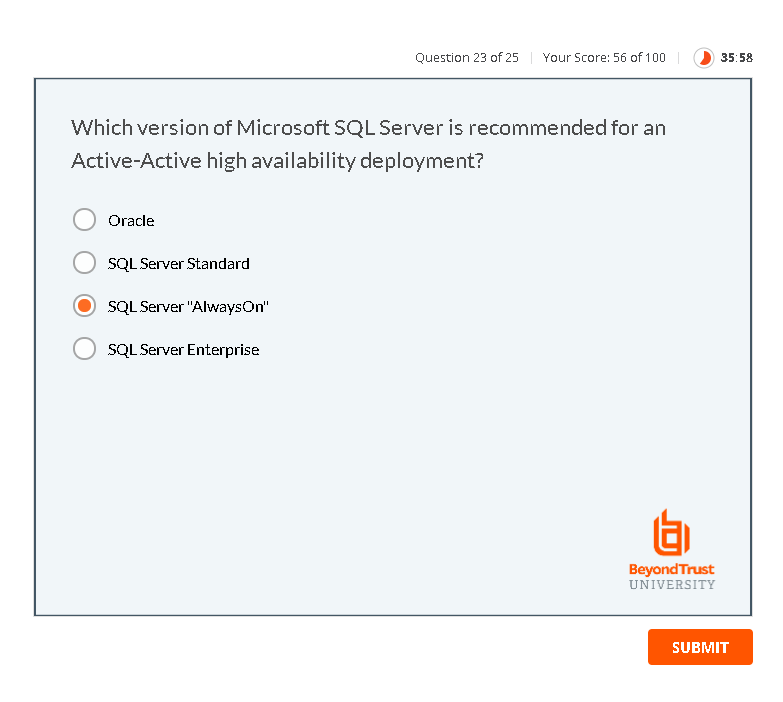 Question 23 of 25 | Your Score: 56 of 100 | 35:58
Which version of Microsoft SQL Server is recommended for an
Active-Active high availability deployment?
Oracle
SQL Server Standard
SQL Server "AlwaysOn"
SQL Server Enterprise
BeyondTrust
UNIVERSITY
SUBMIT